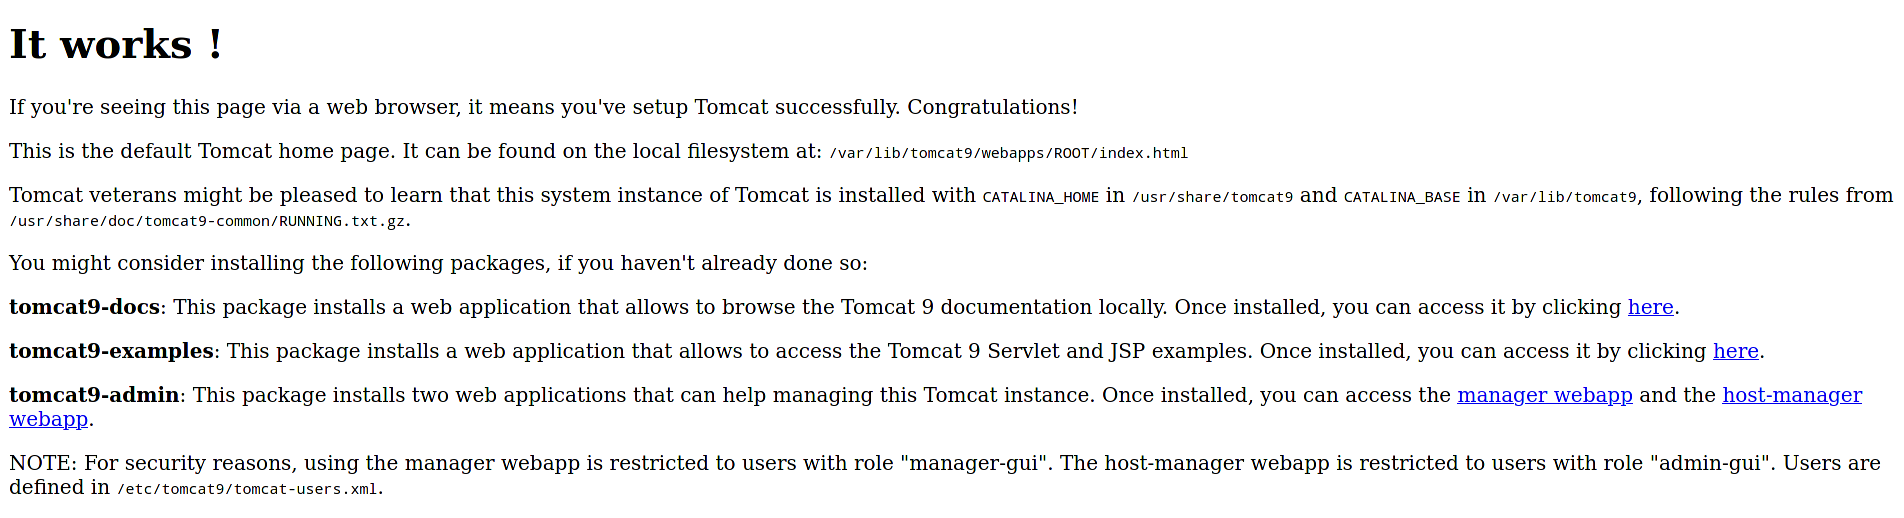 It works !
If you're seeing this page via a web browser, it means you've setup Tomcat successfully. Congratulations!
This is the default Tomcat home page. It can be found on the local filesystem at: /var/lib/tomcat9/webapps/ROOT/index.html
Tomcat veterans might be pleased to learn that this system instance of Tomcat is installed with CATALINA_HOME in /usr/share/tomcat9 and CATALINA_BASE in /var/lib/tomcat9, following the rules from
/usr/share/doc/tomcat9-common/RUNNING.txt.gz.
You might consider installing the following packages, if you haven't already done so:
tomcat9-docs: This package installs a web application that allows to browse the Tomcat 9 documentation locally. Once installed, you can access it by clicking here.
tomcat9-examples: This package installs a web application that allows to access the Tomcat 9 Servlet and JSP examples. Once installed, you can access it by clicking here.
tomcat9-admin: This package installs two web applications that can help managing this Tomcat instance. Once installed, you can access the manager webapp and the host-manager
webapp.
NOTE: For security reasons, using the manager webapp is restricted to users with role "manager-gui". The host-manager webapp is restricted to users with role "admin-gui". Users are
defined in /etc/tomcat9/tomcat-users.xml.